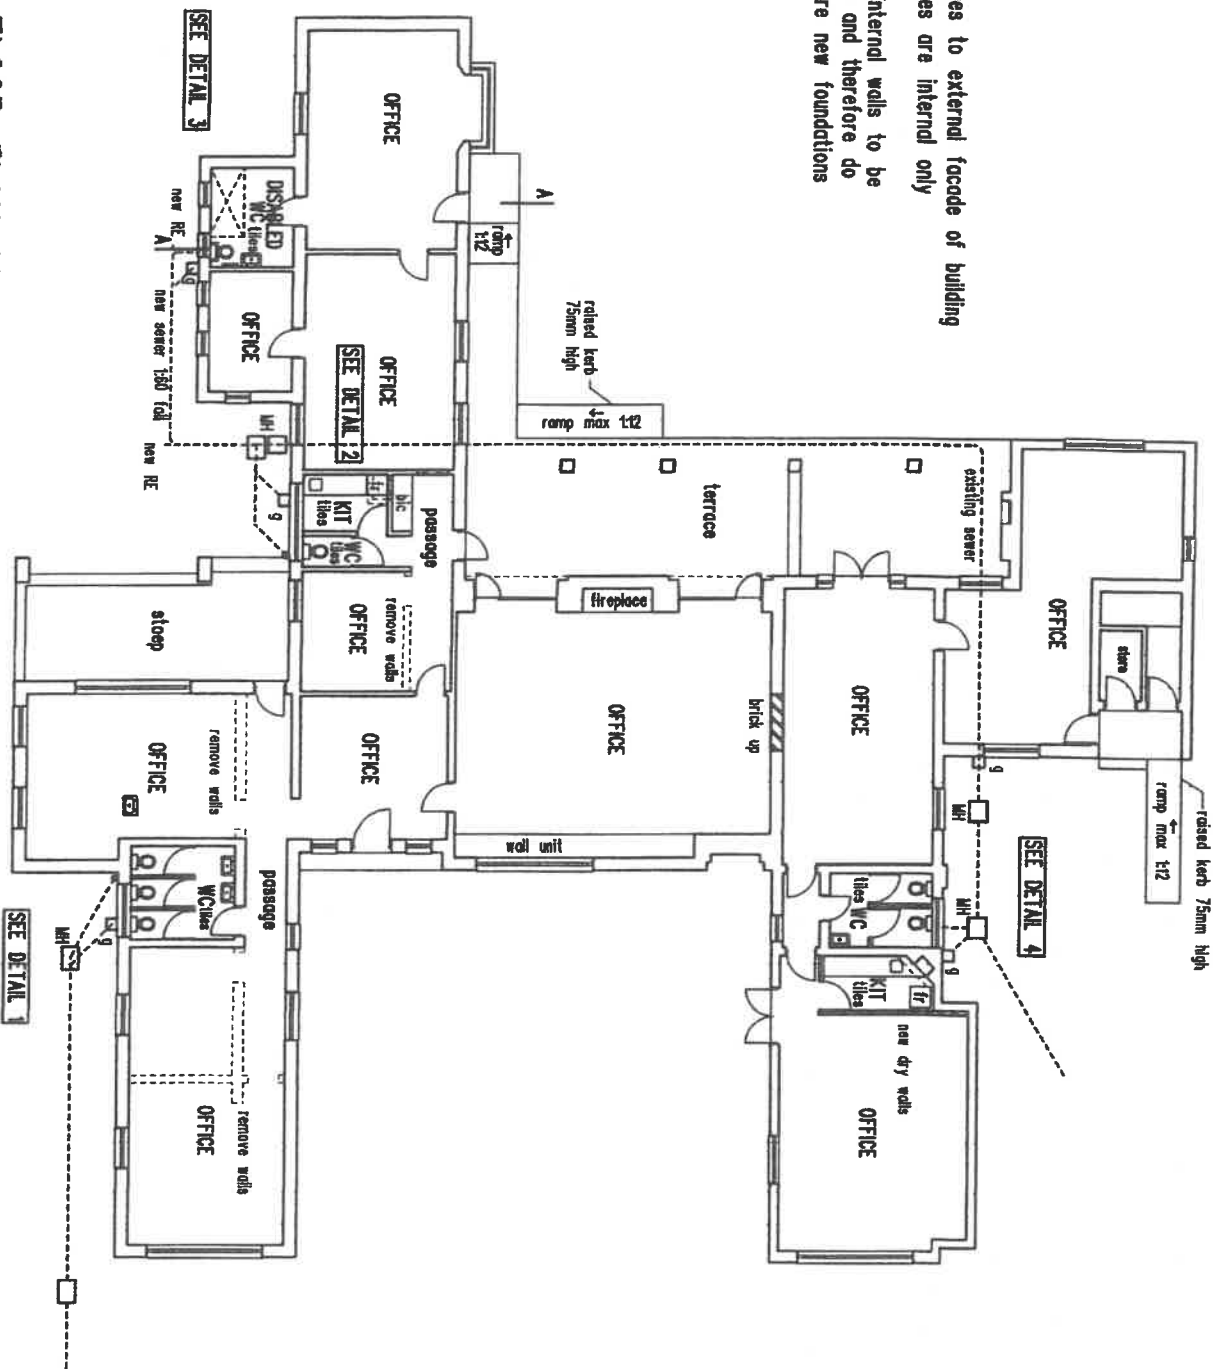 es to external facade of building
es are internal only
nternal walls to be
and therefore do
re new foundations
raised kerb 75mm high
ramp max 1:12
←
SEE DETAIL 4
store
OFFICE
existing sewer
g
MH
MH
g
OFFICE
tiles
WC
KIT
tiles
fr
new dry walls
OFFICE
terrace
brick up
fireplace
OFFICE
wall unit
raised kerb
75mm high
←
ramp max 1:12
A
←
ramp
1:12
OFFICE
OFFICE
SEE DETAIL 2
passage
bic
fr
KIT
tiles
WC
tiles
OFFICE
remove walls
OFFICE
DISABLED
WC
tiles
OFFICE
SEE DETAIL 3
new RE
A
g
new sewer 1:60 fall
MH
new RE
g
stoep
OFFICE
remove walls
passage
WC
tiles
g
MH
SEE DETAIL 1
OFFICE
remove walls